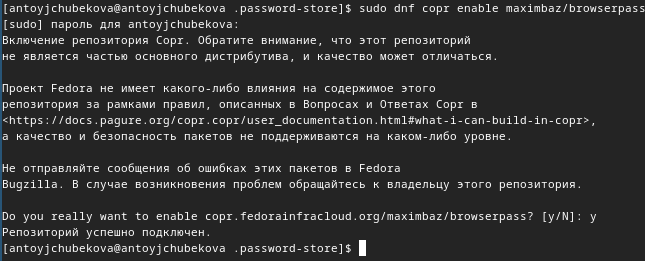 [antoyjchubekova@antoyjchubekova .password-store]$ sudo dnf copr enable maximbaz/browserpass
[sudo] пароль для antoyjchubekova:
Включение репозитория Copr. Обратите внимание, что этот репозиторий
не является частью основного дистрибутива, и качество может отличаться.
Проект Fedora не имеет какого-либо влияния на содержимое этого
репозитория за рамками правил, описанных в Вопросах и Ответах Copr в
<https://docs.pagure.org/copr.copr/user_documentation.html#what-i-can-build-in-copr>,
а качество и безопасность пакетов не поддерживаются на каком-либо уровне.
Не отправляйте сообщения об ошибках этих пакетов в Fedora
Bugzilla. В случае возникновения проблем обращайтесь к владельцу этого репозитория.
Do you really want to enable copr.fedorainfracloud.org/maximbaz/browserpass? [y/N]: y
Репозиторий успешно подключен.
[antoyjchubekova@antoyjchubekova .password-store]$